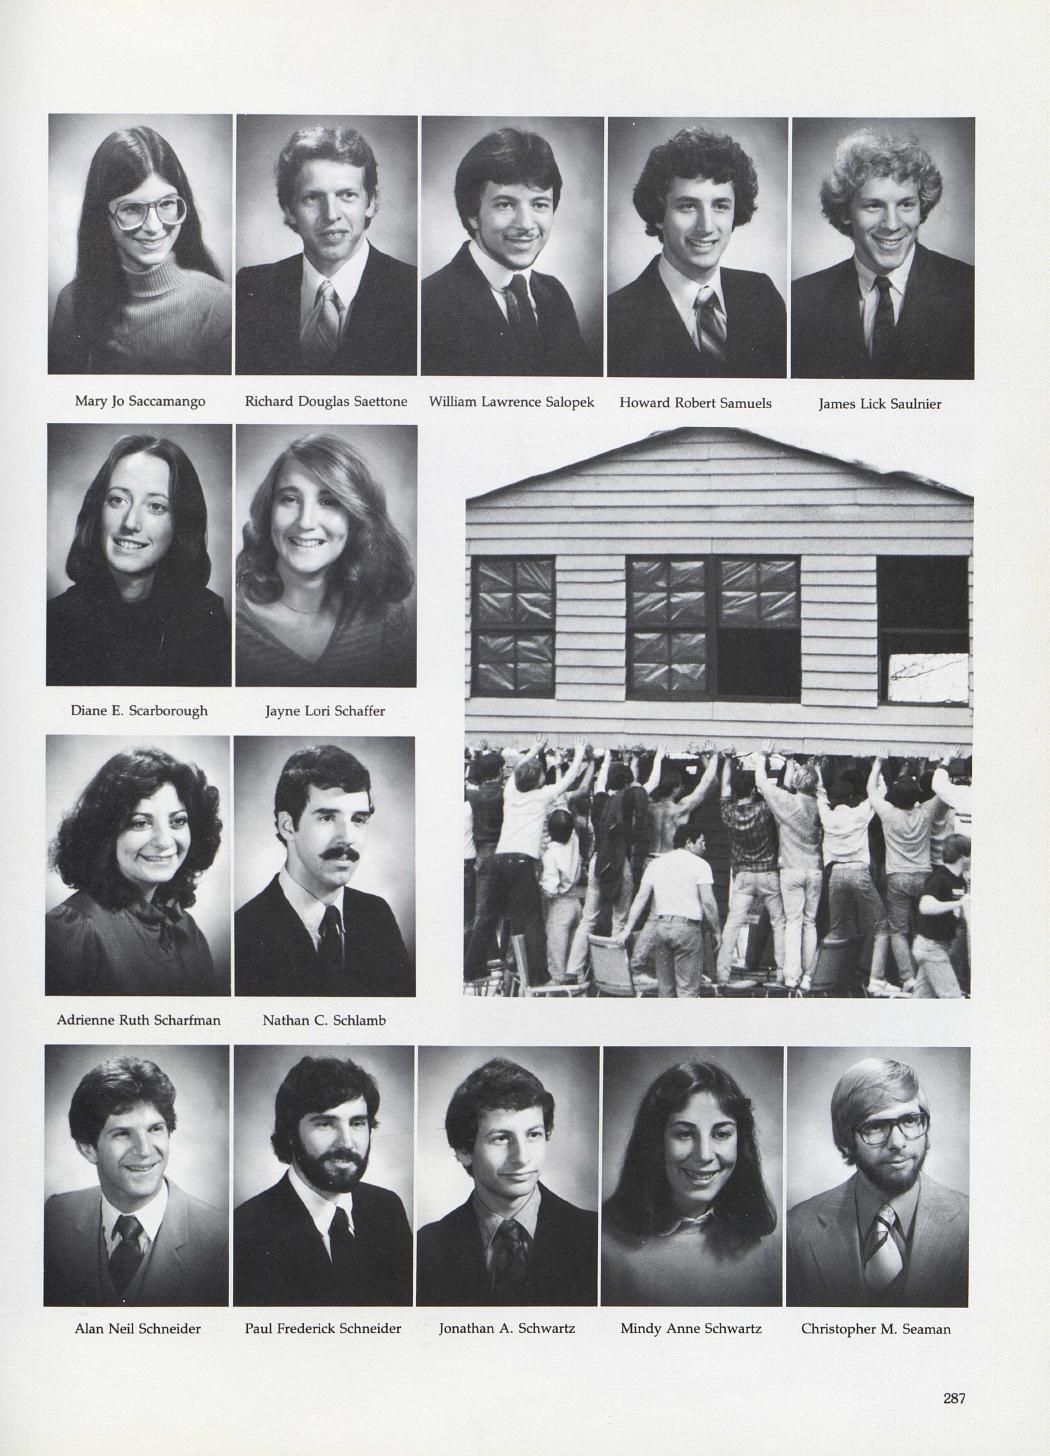 Mary Jo Saccamango
Richard Douglas Saettone
William Lawrence Salopek
Howard Robert Samuels
James Lick Saulnier
Diane E. Scarborough
Jayne Lori Schaffer
Adrienne Ruth Scharfman
Nathan C. Schlamb
Alan Neil Schneider
Paul Frederick Schneider
Jonathan A. Schwartz
Mindy Anne Schwartz
Christopher M. Seaman
287